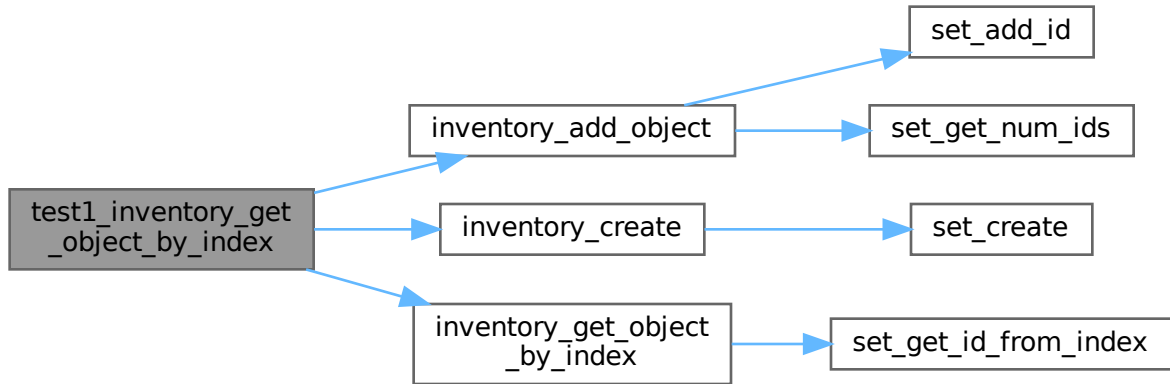 set_add_id
inventory_add_object
set_get_num_ids
test1_inventory_get
_object_by_index
inventory_create
set_create
inventory_get_object
_by_index
set_get_id_from_index